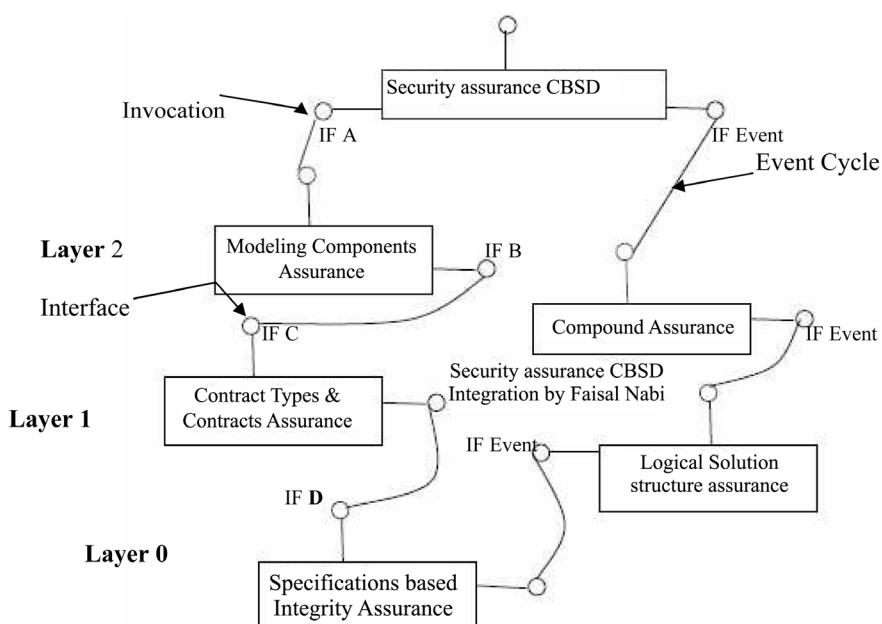 Security assurance CBSD
Invocation
IF A
IF Event
Event Cycle
Layer 2
Modeling Components
Assurance
IF B
Interface
IF C
Compound Assurance
IF Event
Security assurance CBSD
Integration by Faisal Nabi
Contract Types &
Contracts Assurance
Layer 1
IF Event
Logical Solution
structure assurance
IF D
Layer 0
Specifications based
Integrity Assurance